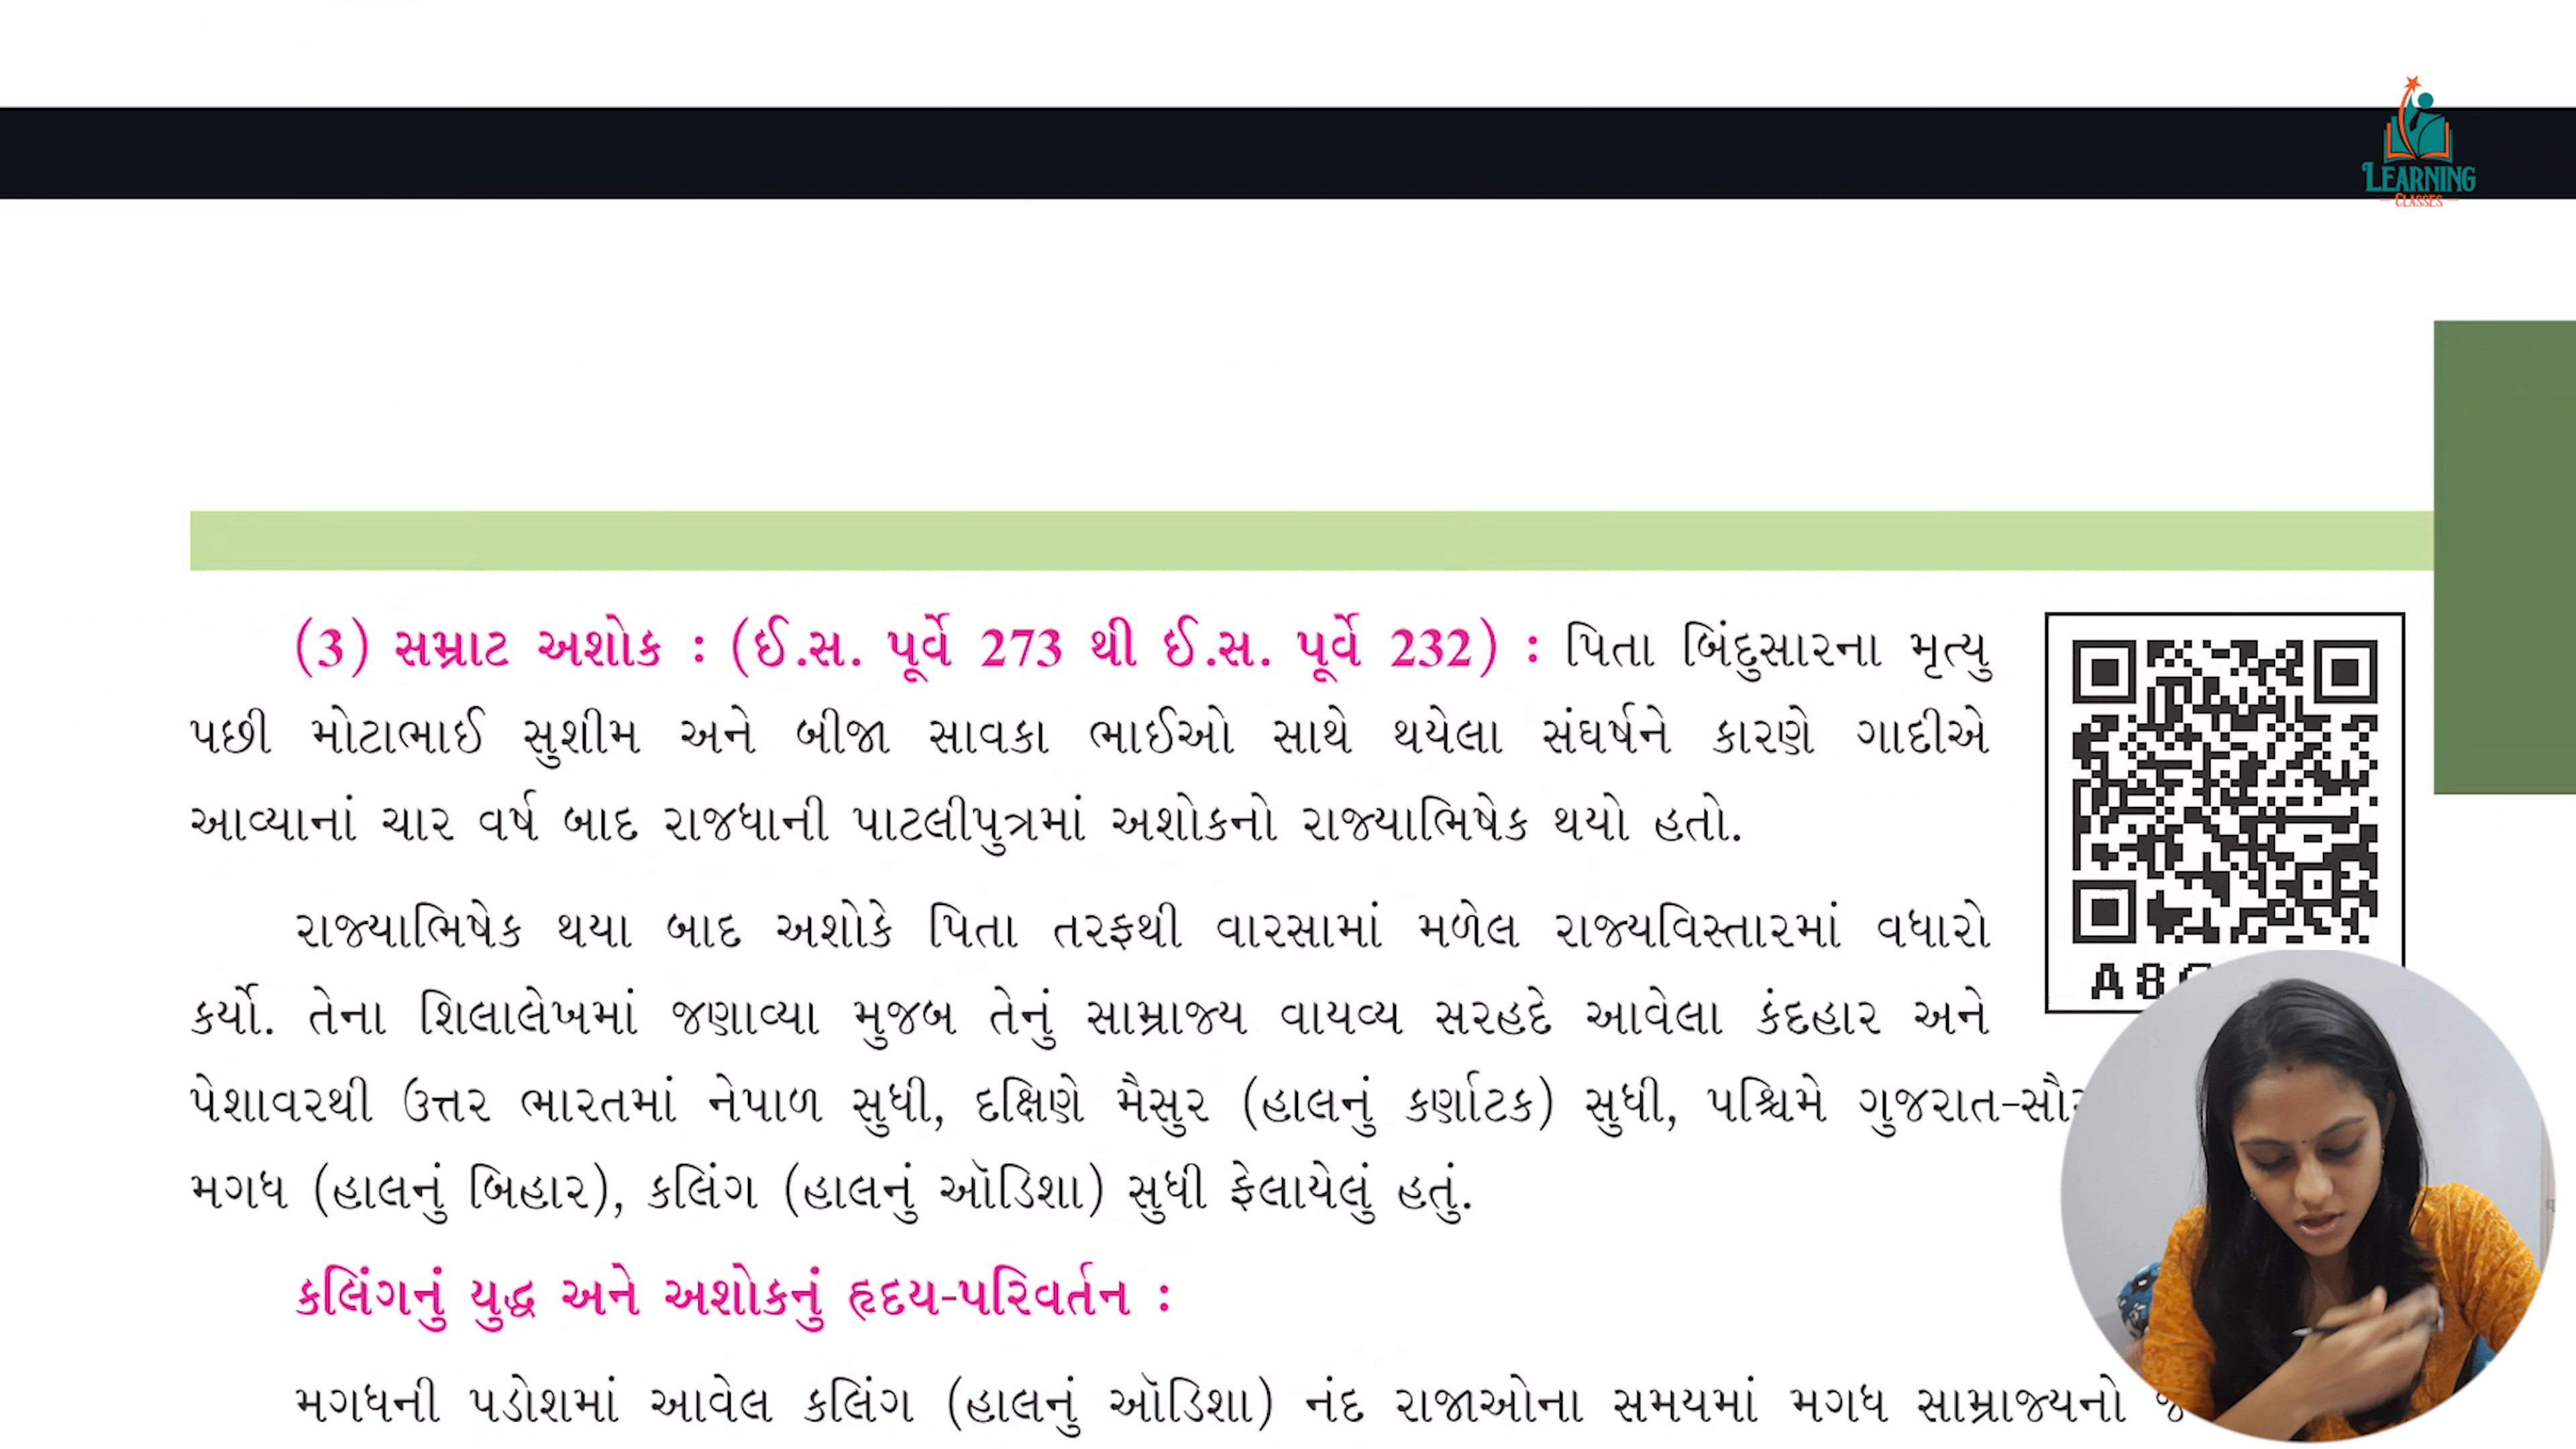 LEARNING
CLASSES
(3) સમ્રાટ અશોક : (ઈ.સ. પૂર્વે 273 થી ઈ.સ. પૂર્વે 232) : પિતા બિંદુસારના મૃત્યુ
પછી મોટાભાઈ સુશીમ અને બીજા સાવકા ભાઈઓ સાથે થયેલા સંઘર્ષને કારણે ગાદીએ
આવ્યાનાં ચાર વર્ષ બાદ રાજધાની પાટલીપુત્રમાં અશોકનો રાજ્યાભિષેક થયો હતો.
રાજ્યાભિષેક થયા બાદ અશોકે પિતા તરફથી વારસામાં મળેલ રાજ્યવિસ્તારમાં વધારો
કર્યો. તેના શિલાલેખમાં જણાવ્યા મુજબ તેનું સામ્રાજ્ય વાયવ્ય સરહદે આવેલા કંદહાર અને
પેશાવરથી ઉત્તર ભારતમાં નેપાળ સુધી, દક્ષિણે મૈસુર (હાલનું કર્ણાટક) સુધી, પશ્ચિમે ગુજરાત-
મગધ (હાલનું બિહાર), કલિંગ (હાલનું ઑડિશા) સુધી ફેલાયેલું હતું.
કલિંગનું યુદ્ધ અને અશોકનું હૃદય-પરિવર્તન :
મગધની પડોશમાં આવેલ કલિંગ (હાલનું ઑડિશા) નંદ રાજાઓના સમયમાં મગધ સામ્રાજ્યનો